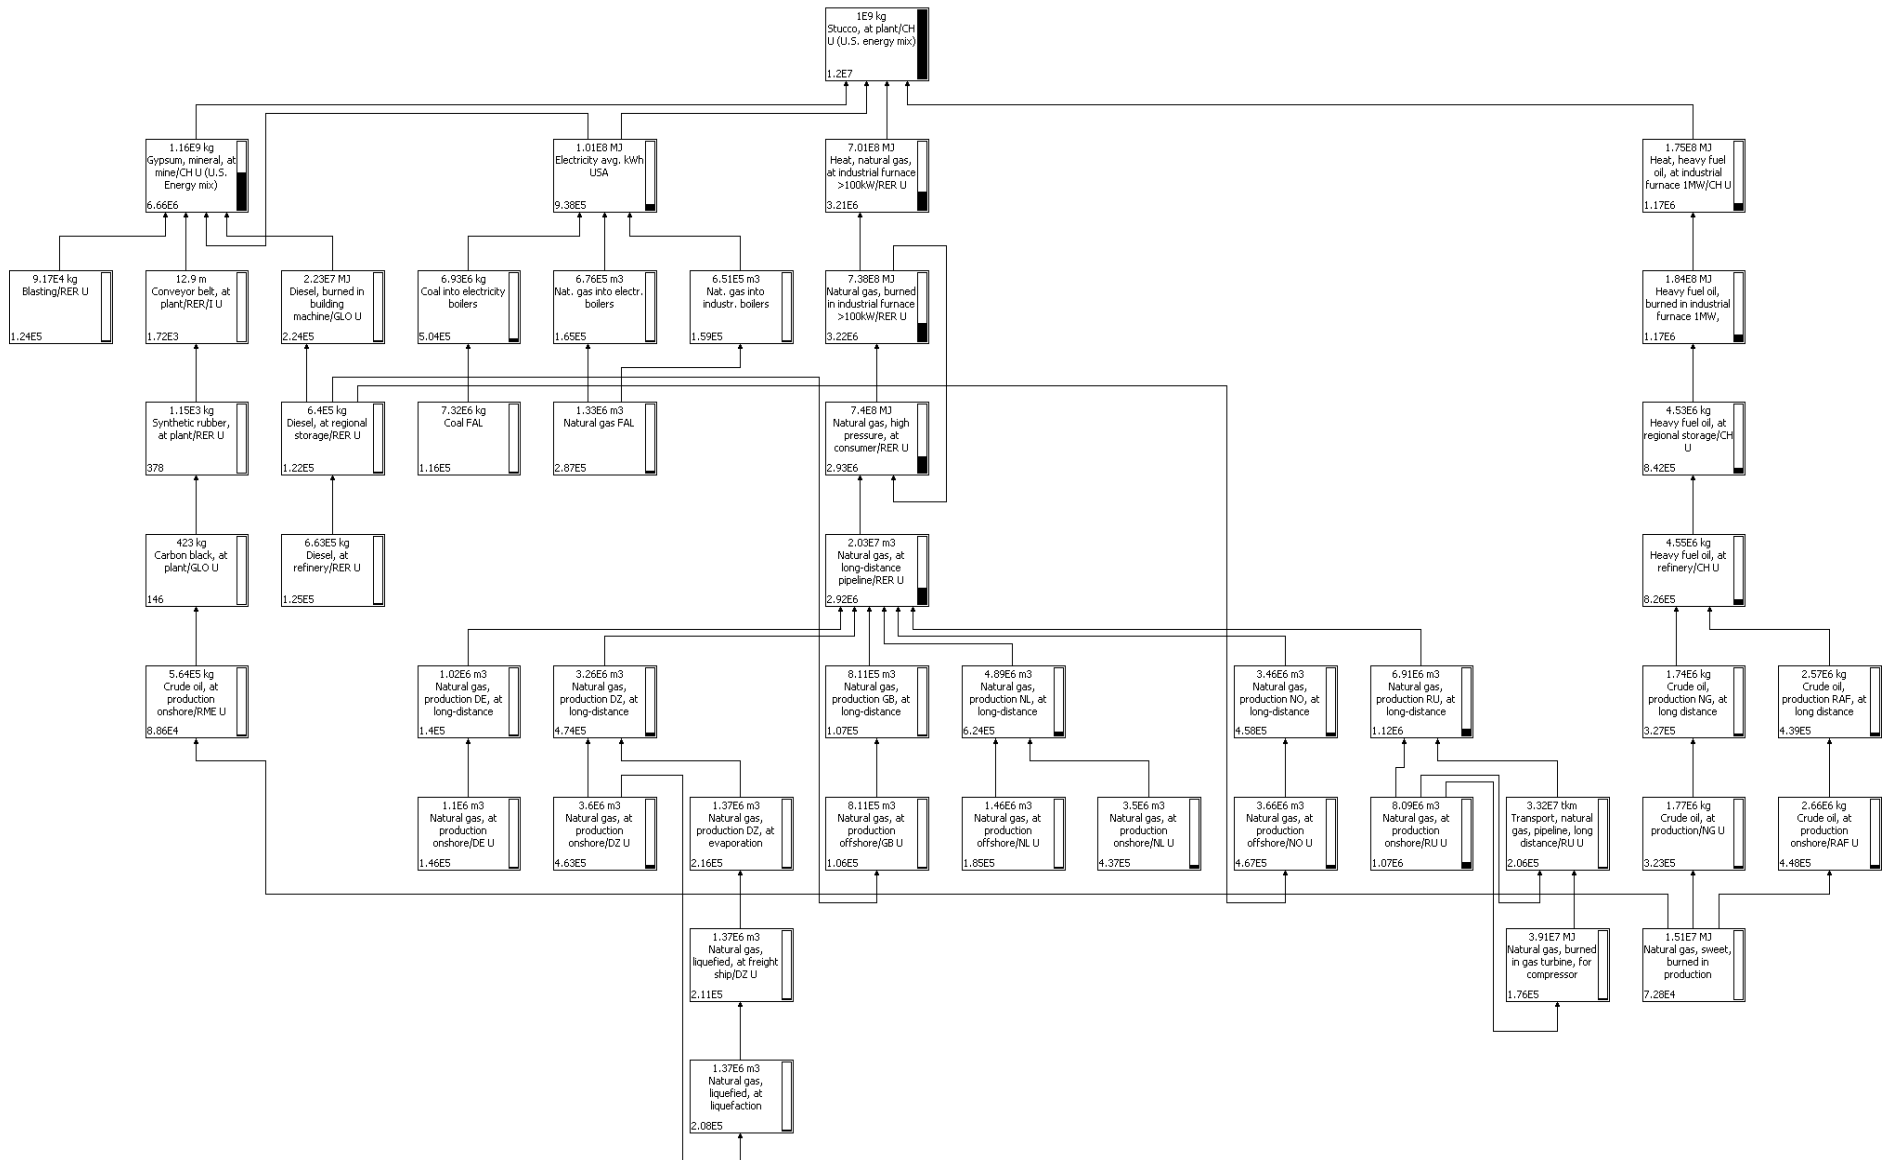 1E9 kg
Stucco, at plant/CH
U (U.S. energy mix)
1.2E7
1.16E9 kg
Gypsum, mineral, at
mine/CH U (U.S.
Energy mix)
6.66E6
1.01E8 MJ
Electricity avg. kWh
USA
9.38E5
7.01E8 MJ
Heat, natural gas,
at industrial furnace
>100kW/RER U
3.21E6
1.75E8 MJ
Heat, heavy fuel
oil, at industrial
furnace 1MW/CH U
1.17E6
9.17E4 kg
Blasting/RER U
1.24E5
12.9 m
Conveyor belt, at
plant/RER/I U
1.72E3
2.23E7 MJ
Diesel, burned in
building
machine/GLO U
2.24E5
6.93E6 kg
Coal into electricity
boilers
5.04E5
6.76E5 m3
Nat. gas into electr.
boilers
1.65E5
6.51E5 m3
Nat. gas into
industr. boilers
1.59E5
7.38E8 MJ
Natural gas, burned
in industrial furnace
>100kW/RER U
3.22E6
1.84E8 MJ
Heavy fuel oil,
burned in industrial
furnace 1MW,
1.17E6
1.15E3 kg
Synthetic rubber,
at plant/RER U
378
6.4E5 kg
Diesel, at regional
storage/RER U
1.22E5
7.32E6 kg
Coal FAL
1.16E5
1.33E6 m3
Natural gas FAL
2.87E5
7.4E8 MJ
Natural gas, high
pressure, at
consumer/RER U
2.93E6
4.53E6 kg
Heavy fuel oil, at
regional storage/CH
U
8.42E5
423 kg
Carbon black, at
plant/GLO U
146
6.63E5 kg
Diesel, at
refinery/RER U
1.25E5
2.03E7 m3
Natural gas, at
long-distance
pipeline/RER U
2.92E6
4.55E6 kg
Heavy fuel oil, at
refinery/CH U
8.26E5
5.64E5 kg
Crude oil, at
production
onshore/RME U
8.86E4
1.02E6 m3
Natural gas,
production DE, at
long-distance
1.4E5
3.26E6 m3
Natural gas,
production DZ, at
long-distance
4.74E5
8.11E5 m3
Natural gas,
production GB, at
long-distance
1.07E5
4.89E6 m3
Natural gas,
production NL, at
long-distance
6.24E5
3.46E6 m3
Natural gas,
production NO, at
long-distance
4.58E5
6.91E6 m3
Natural gas,
production RU, at
long-distance
1.12E6
1.74E6 kg
Crude oil,
production NG, at
long distance
3.27E5
2.57E6 kg
Crude oil,
production RAF, at
long distance
4.39E5
1.1E6 m3
Natural gas, at
production
onshore/DE U
1.46E5
3.6E6 m3
Natural gas, at
production
onshore/DZ U
4.63E5
1.37E6 m3
Natural gas,
production DZ, at
evaporation
2.16E5
8.11E5 m3
Natural gas, at
production
offshore/GB U
1.06E5
1.46E6 m3
Natural gas, at
production
offshore/NL U
1.85E5
3.5E6 m3
Natural gas, at
production
onshore/NL U
4.37E5
3.66E6 m3
Natural gas, at
production
offshore/NO U
4.67E5
8.09E6 m3
Natural gas, at
production
onshore/RU U
1.07E6
3.32E7 tkm
Transport, natural
gas, pipeline, long
distance/RU U
2.06E5
1.77E6 kg
Crude oil, at
production/NG U
3.23E5
2.66E6 kg
Crude oil, at
production
onshore/RAF U
4.48E5
1.37E6 m3
Natural gas,
liquefied, at freight
ship/DZ U
2.11E5
3.91E7 MJ
Natural gas, burned
in gas turbine, for
compressor
1.76E5
1.51E7 MJ
Natural gas, sweet,
burned in
production
7.28E4
1.37E6 m3
Natural gas,
liquefied, at
liquefaction
2.08E5